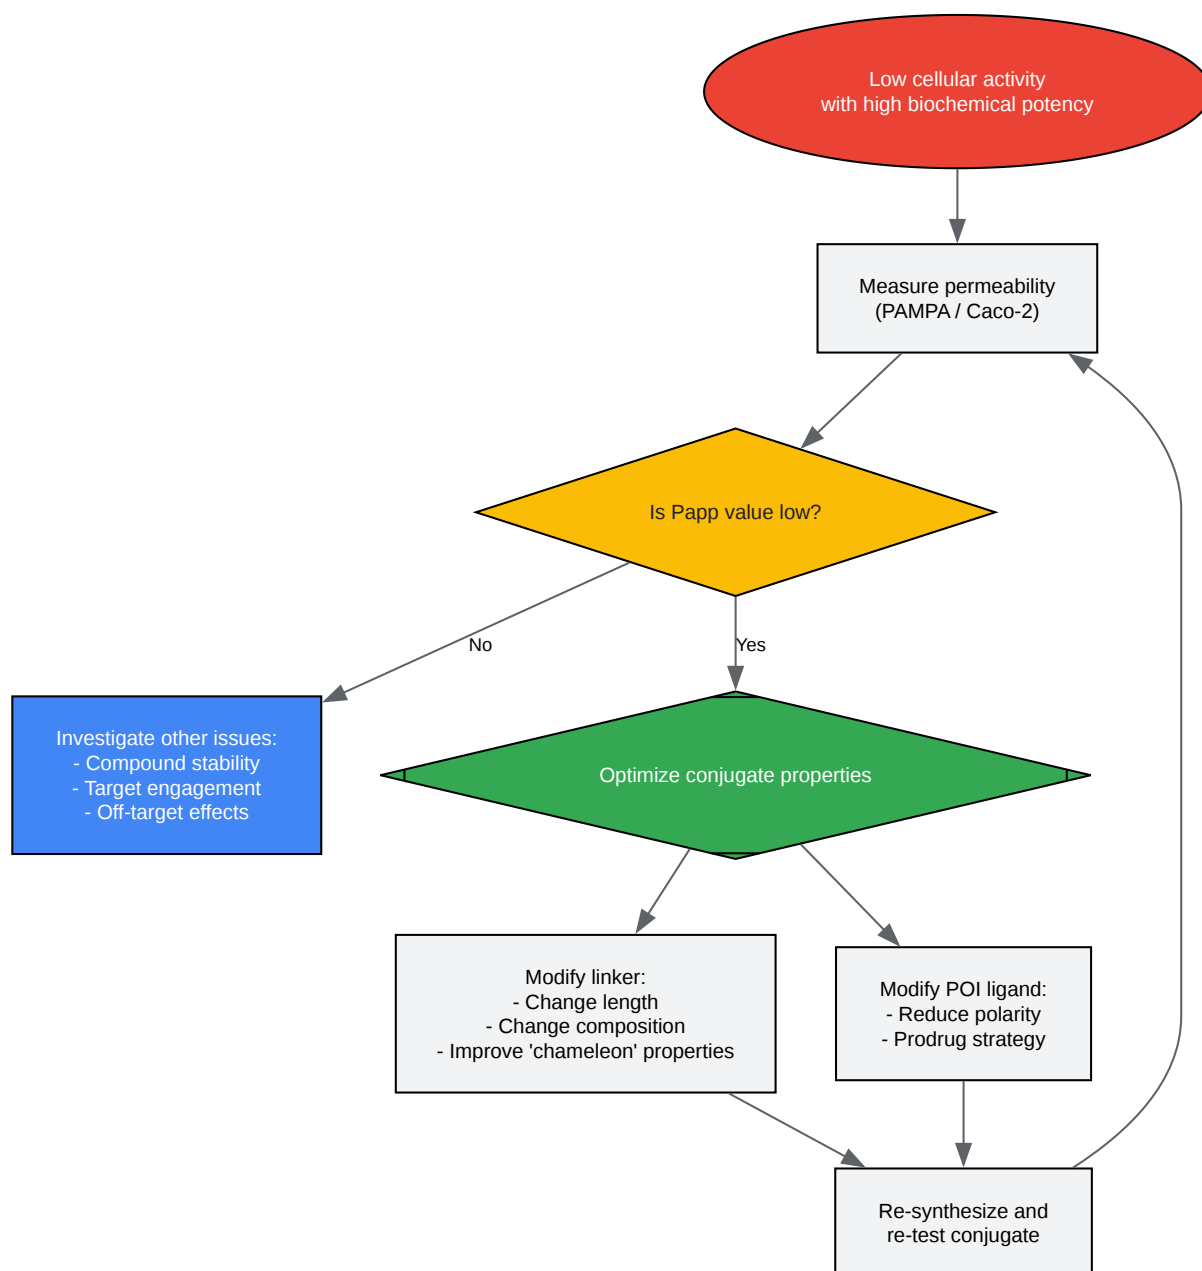 Low cellular activity
with high biochemical potency
Measure permeability
(PAMPA / Caco-2)
Is Papp value low?
No
Yes
Investigate other issues:
- Compound stability
- Target engagement
- Off-target effects
Optimize conjugate properties
Modify linker:
- Change length
- Change composition
- Improve 'chameleon' properties
Modify POI ligand:
- Reduce polarity
- Prodrug strategy
Re-synthesize and
re-test conjugate